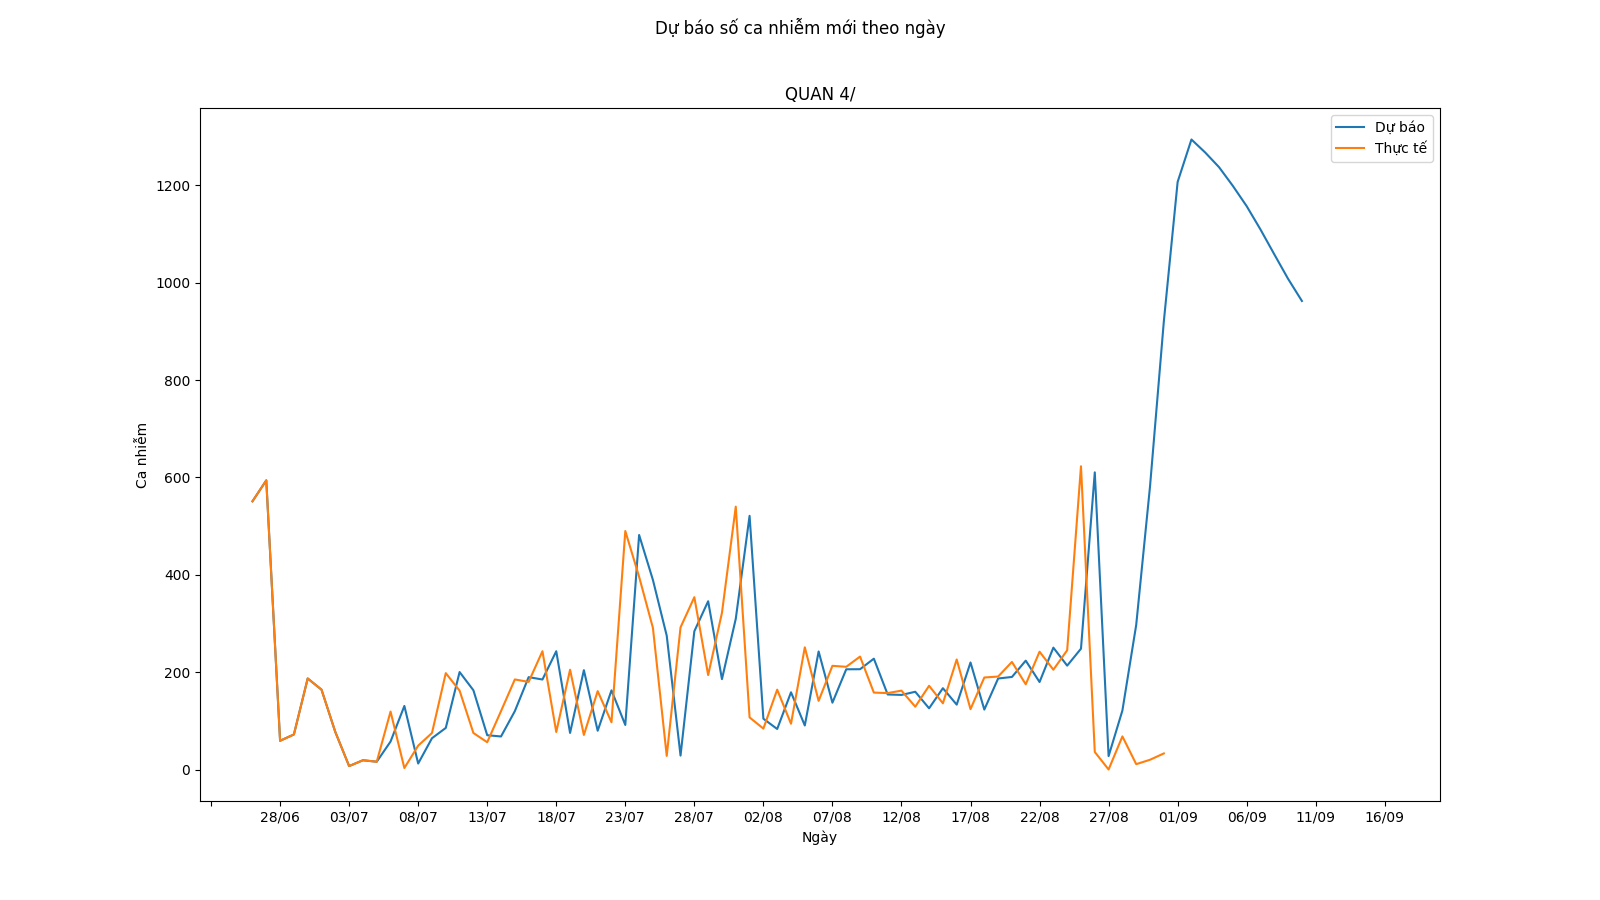 Dự báo số ca nhiễm mới theo ngày
QUAN 4/
Dự báo
Thực tế
1200
1000
800
600
400
200
0
Ca nhiễm
28/06 03/07 08/07 13/07 18/07 23/07 28/07 02/08 07/08 12/08 17/08 22/08 27/08 01/09 06/09 11/09 16/09
Ngày